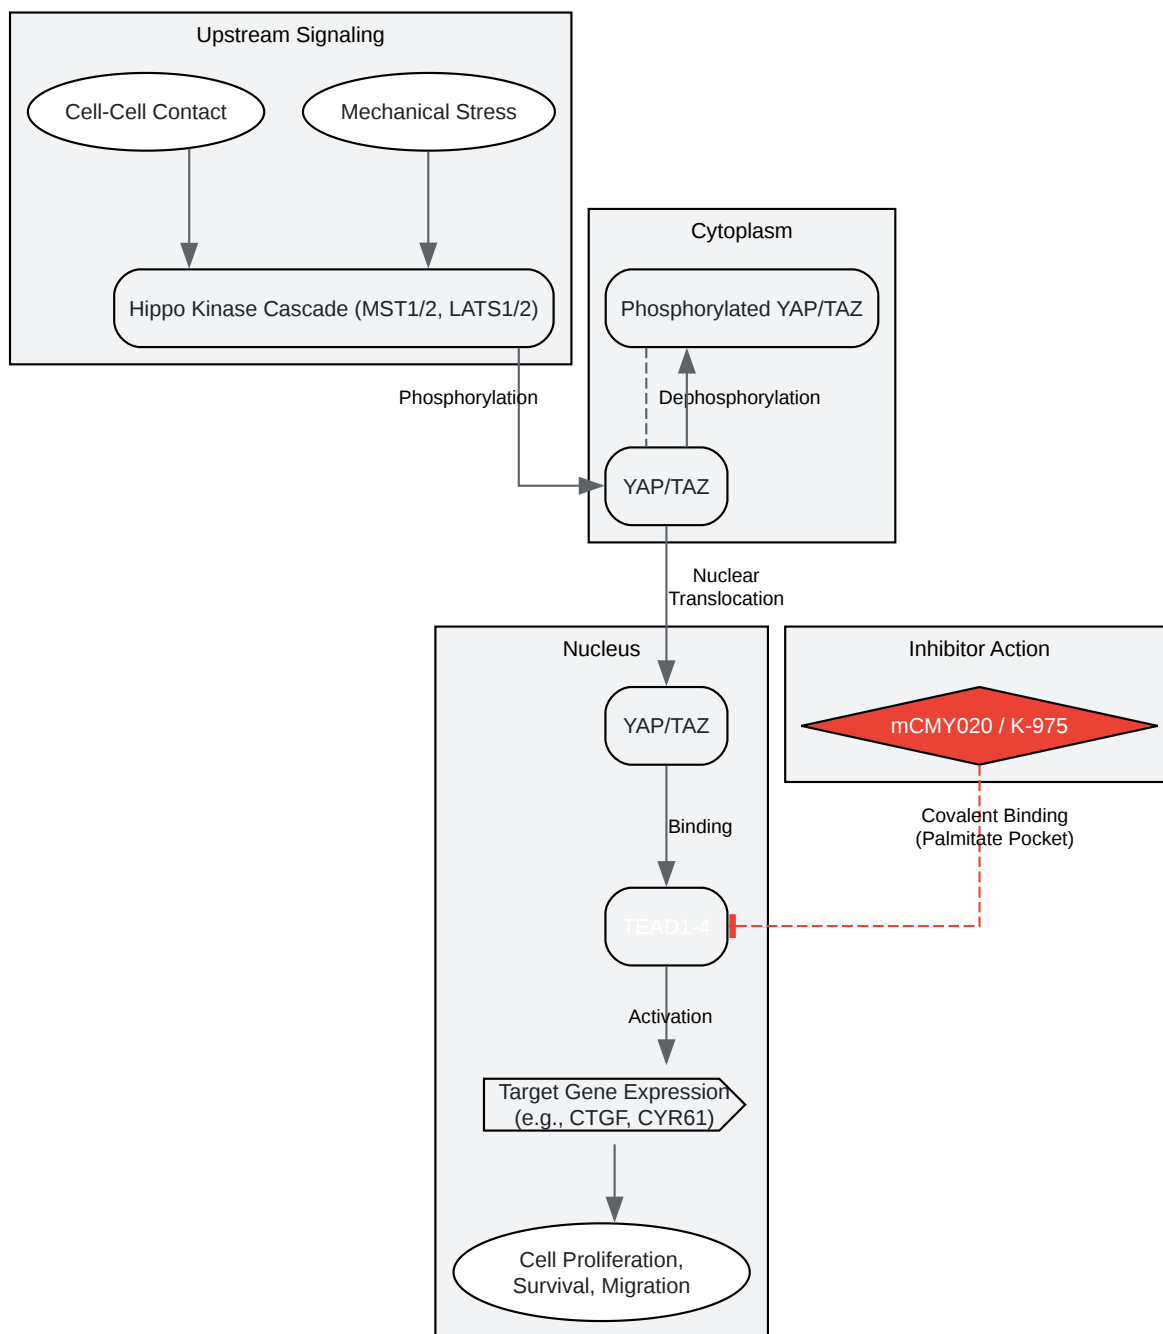 Upstream Signaling
Cell-Cell Contact
Mechanical Stress
Hippo Kinase Cascade (MST1/2, LATS1/2)
Cytoplasm
Phosphorylated YAP/TAZ
Phosphorylation
Dephosphorylation
YAP/TAZ
Nuclear
Translocation
Nucleus
YAP/TAZ
Inhibitor Action
mCMY020 / K-975
Covalent Binding
(Palmitate Pocket)
Binding
TEAD1-4
Activation
Target Gene Expression
(e.g., CTGF, CYR61)
Cell Proliferation,
Survival, Migration